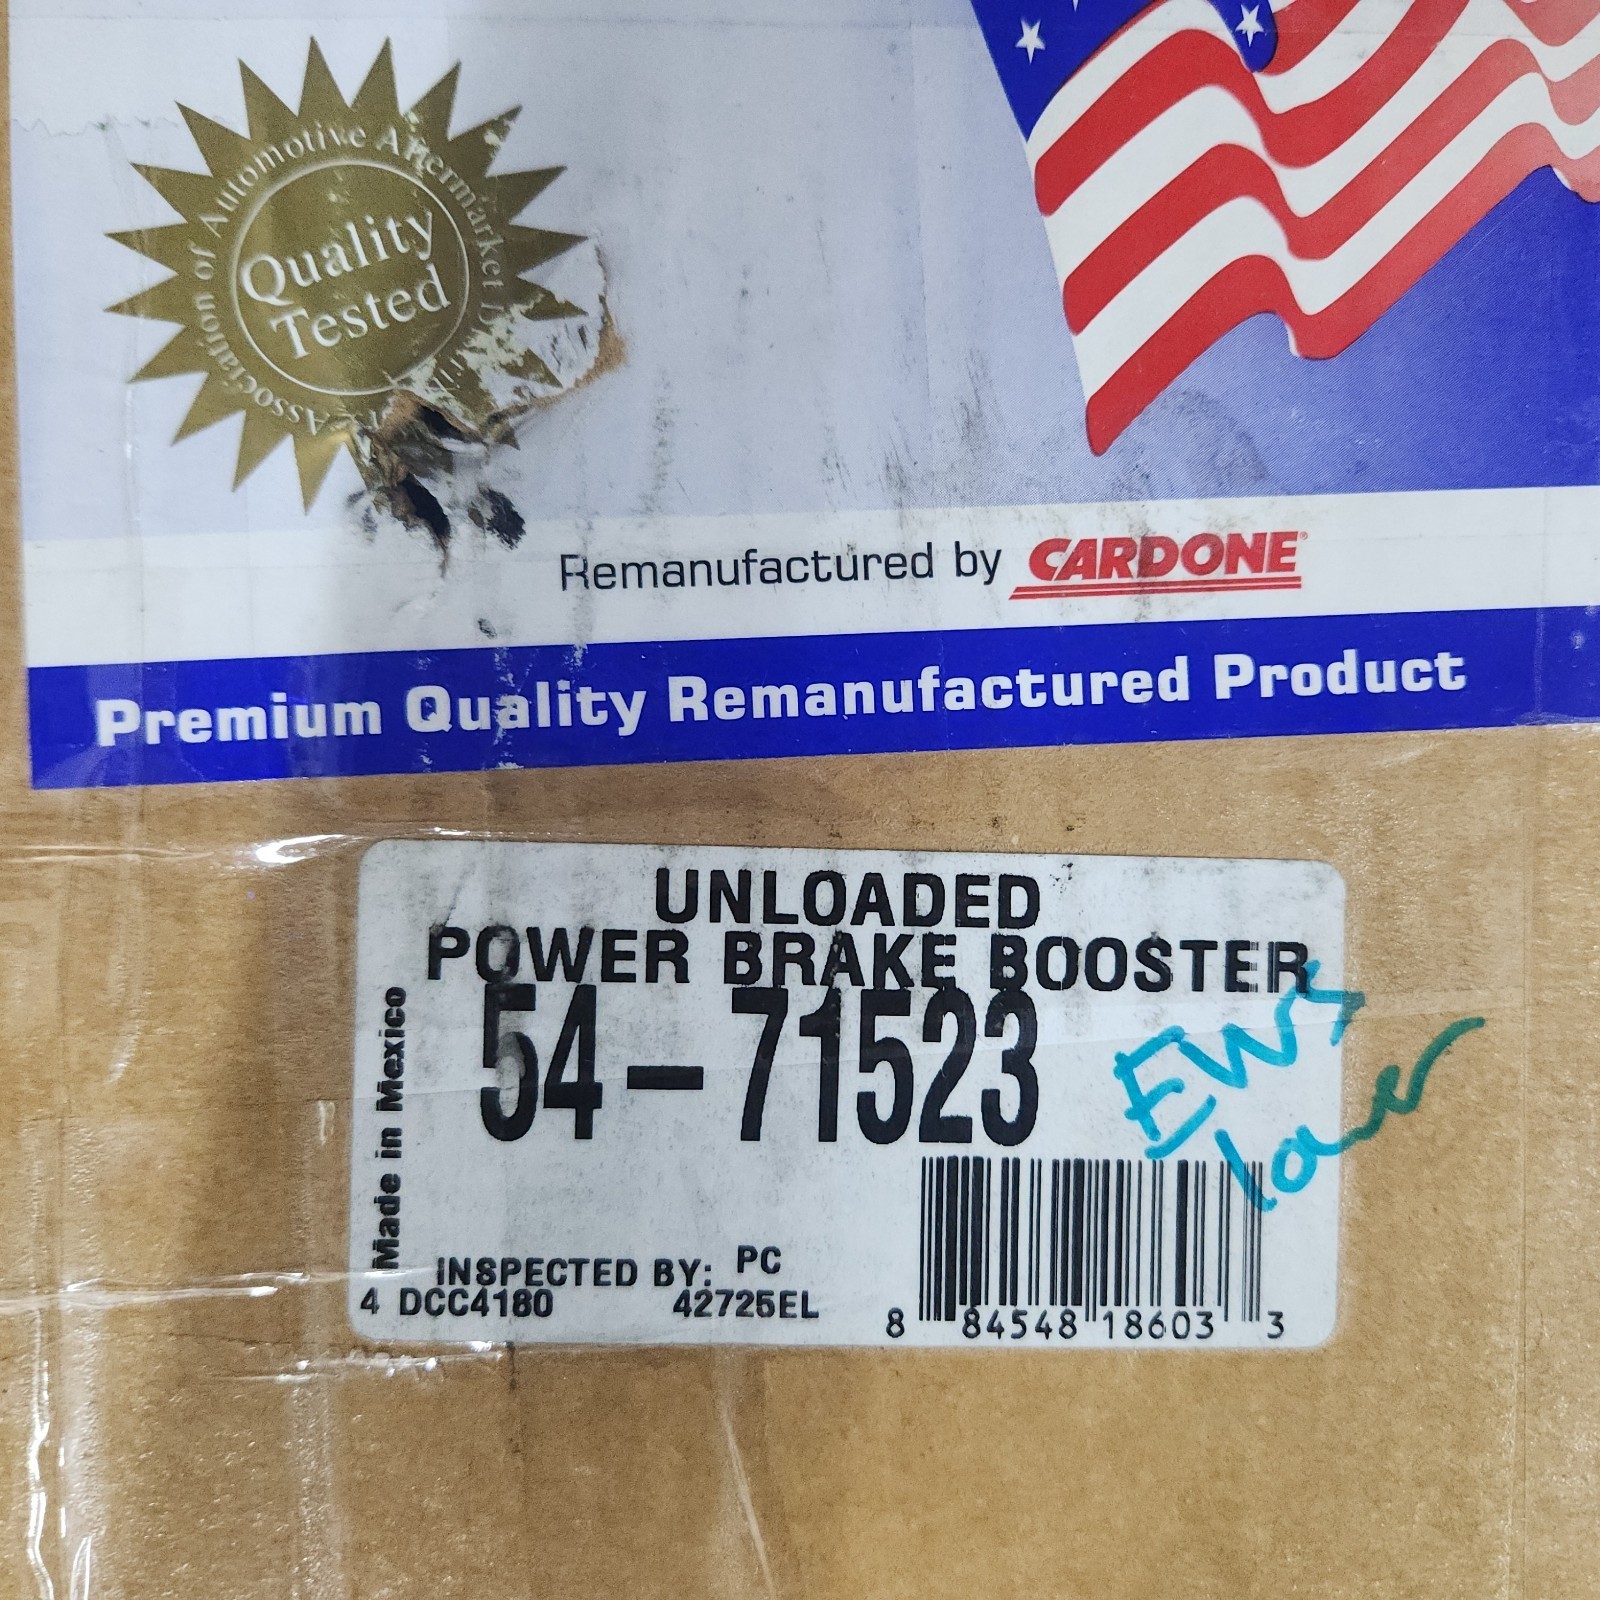 Association of Automotive Aftermarket
Quality
Tested
Remanufactured by CARDONE®
Premium Quality Remanufactured Product
UNLOADED
POWER BRAKE BOOSTER
54-71523
Made in Mexico
INSPECTED BY: PC
4 DCC4180 42725EL
8 84548 18603 3